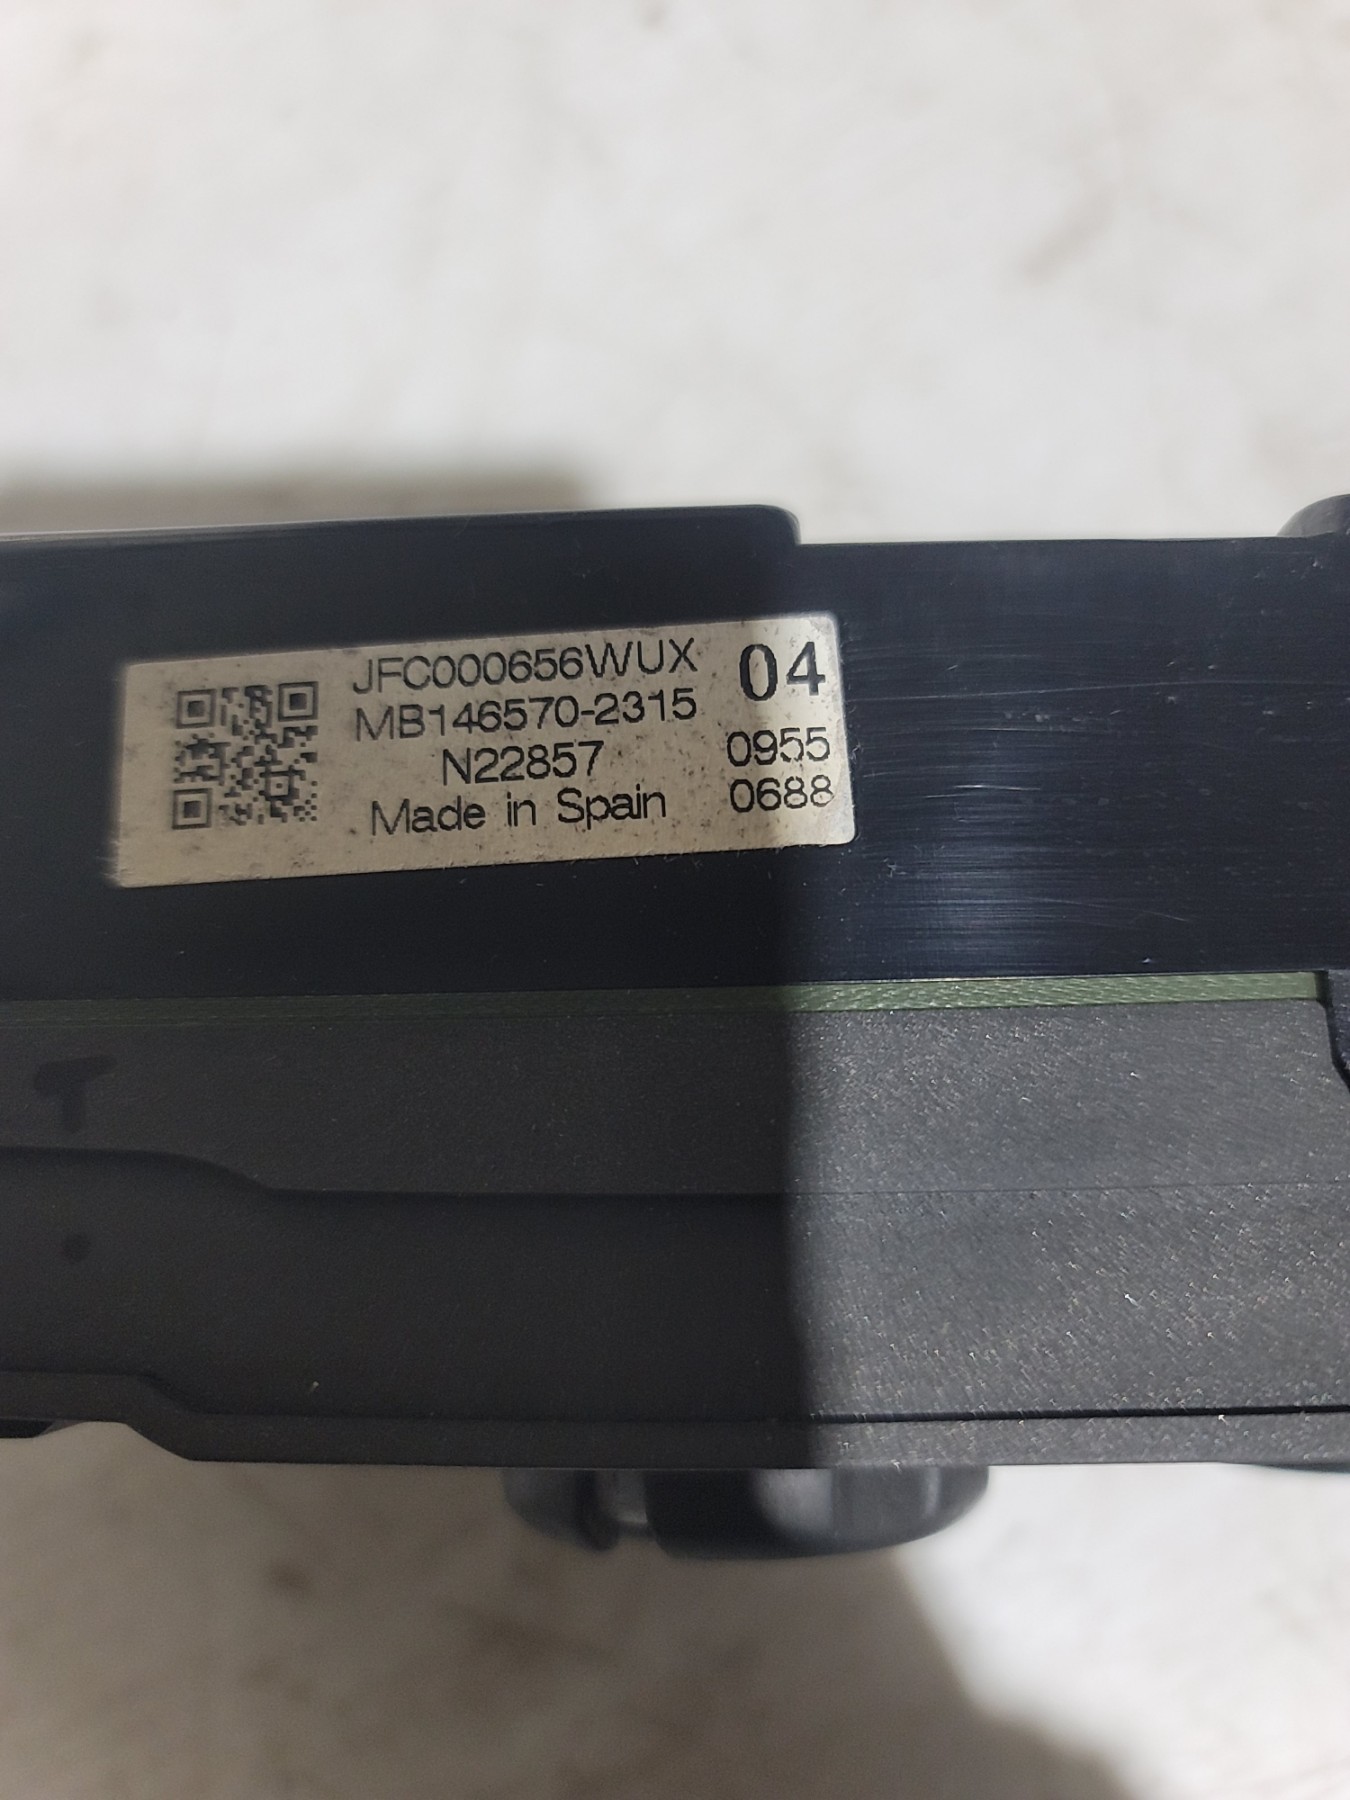 JFC000656WUX 04
MB146570-2315
N22857 0955
Made in Spain 0688
T